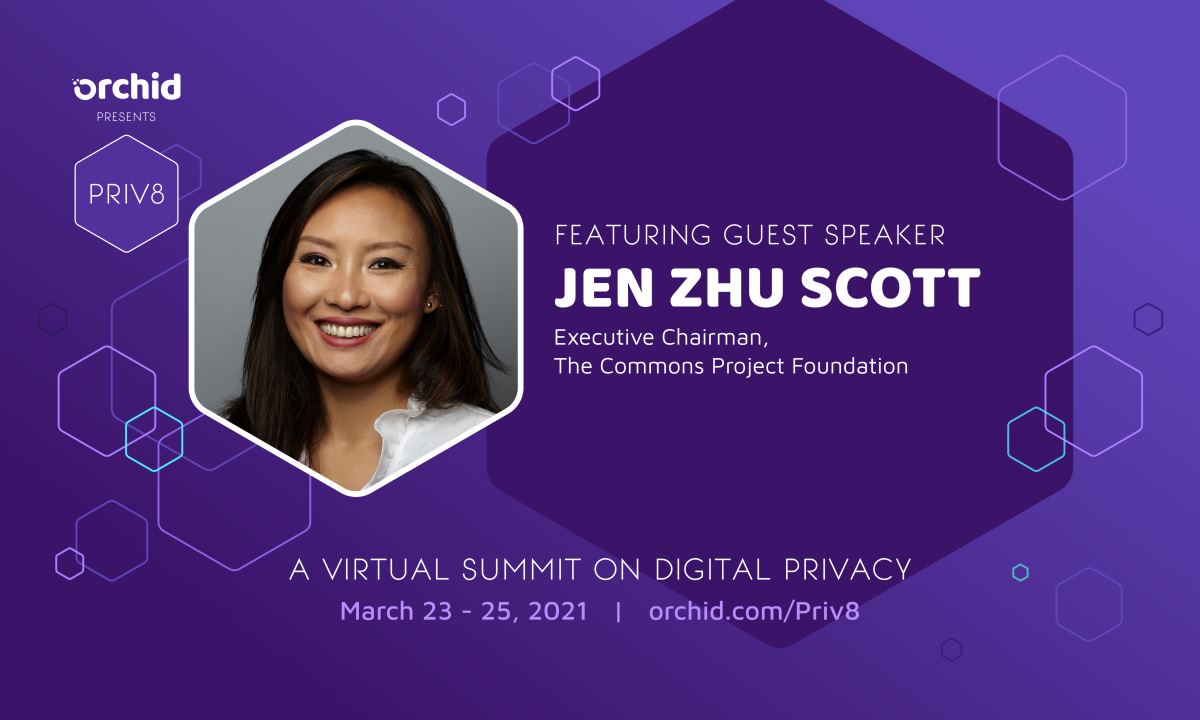 orchid
PRESENTS
PRIV8
FEATURING GUEST SPEAKER
JEN ZHU SCOTT
Executive Chairman,
The Commons Project Foundation
A VIRTUAL SUMMIT ON DIGITAL PRIVACY
March 23 - 25, 2021 | orchid.com/Priv8